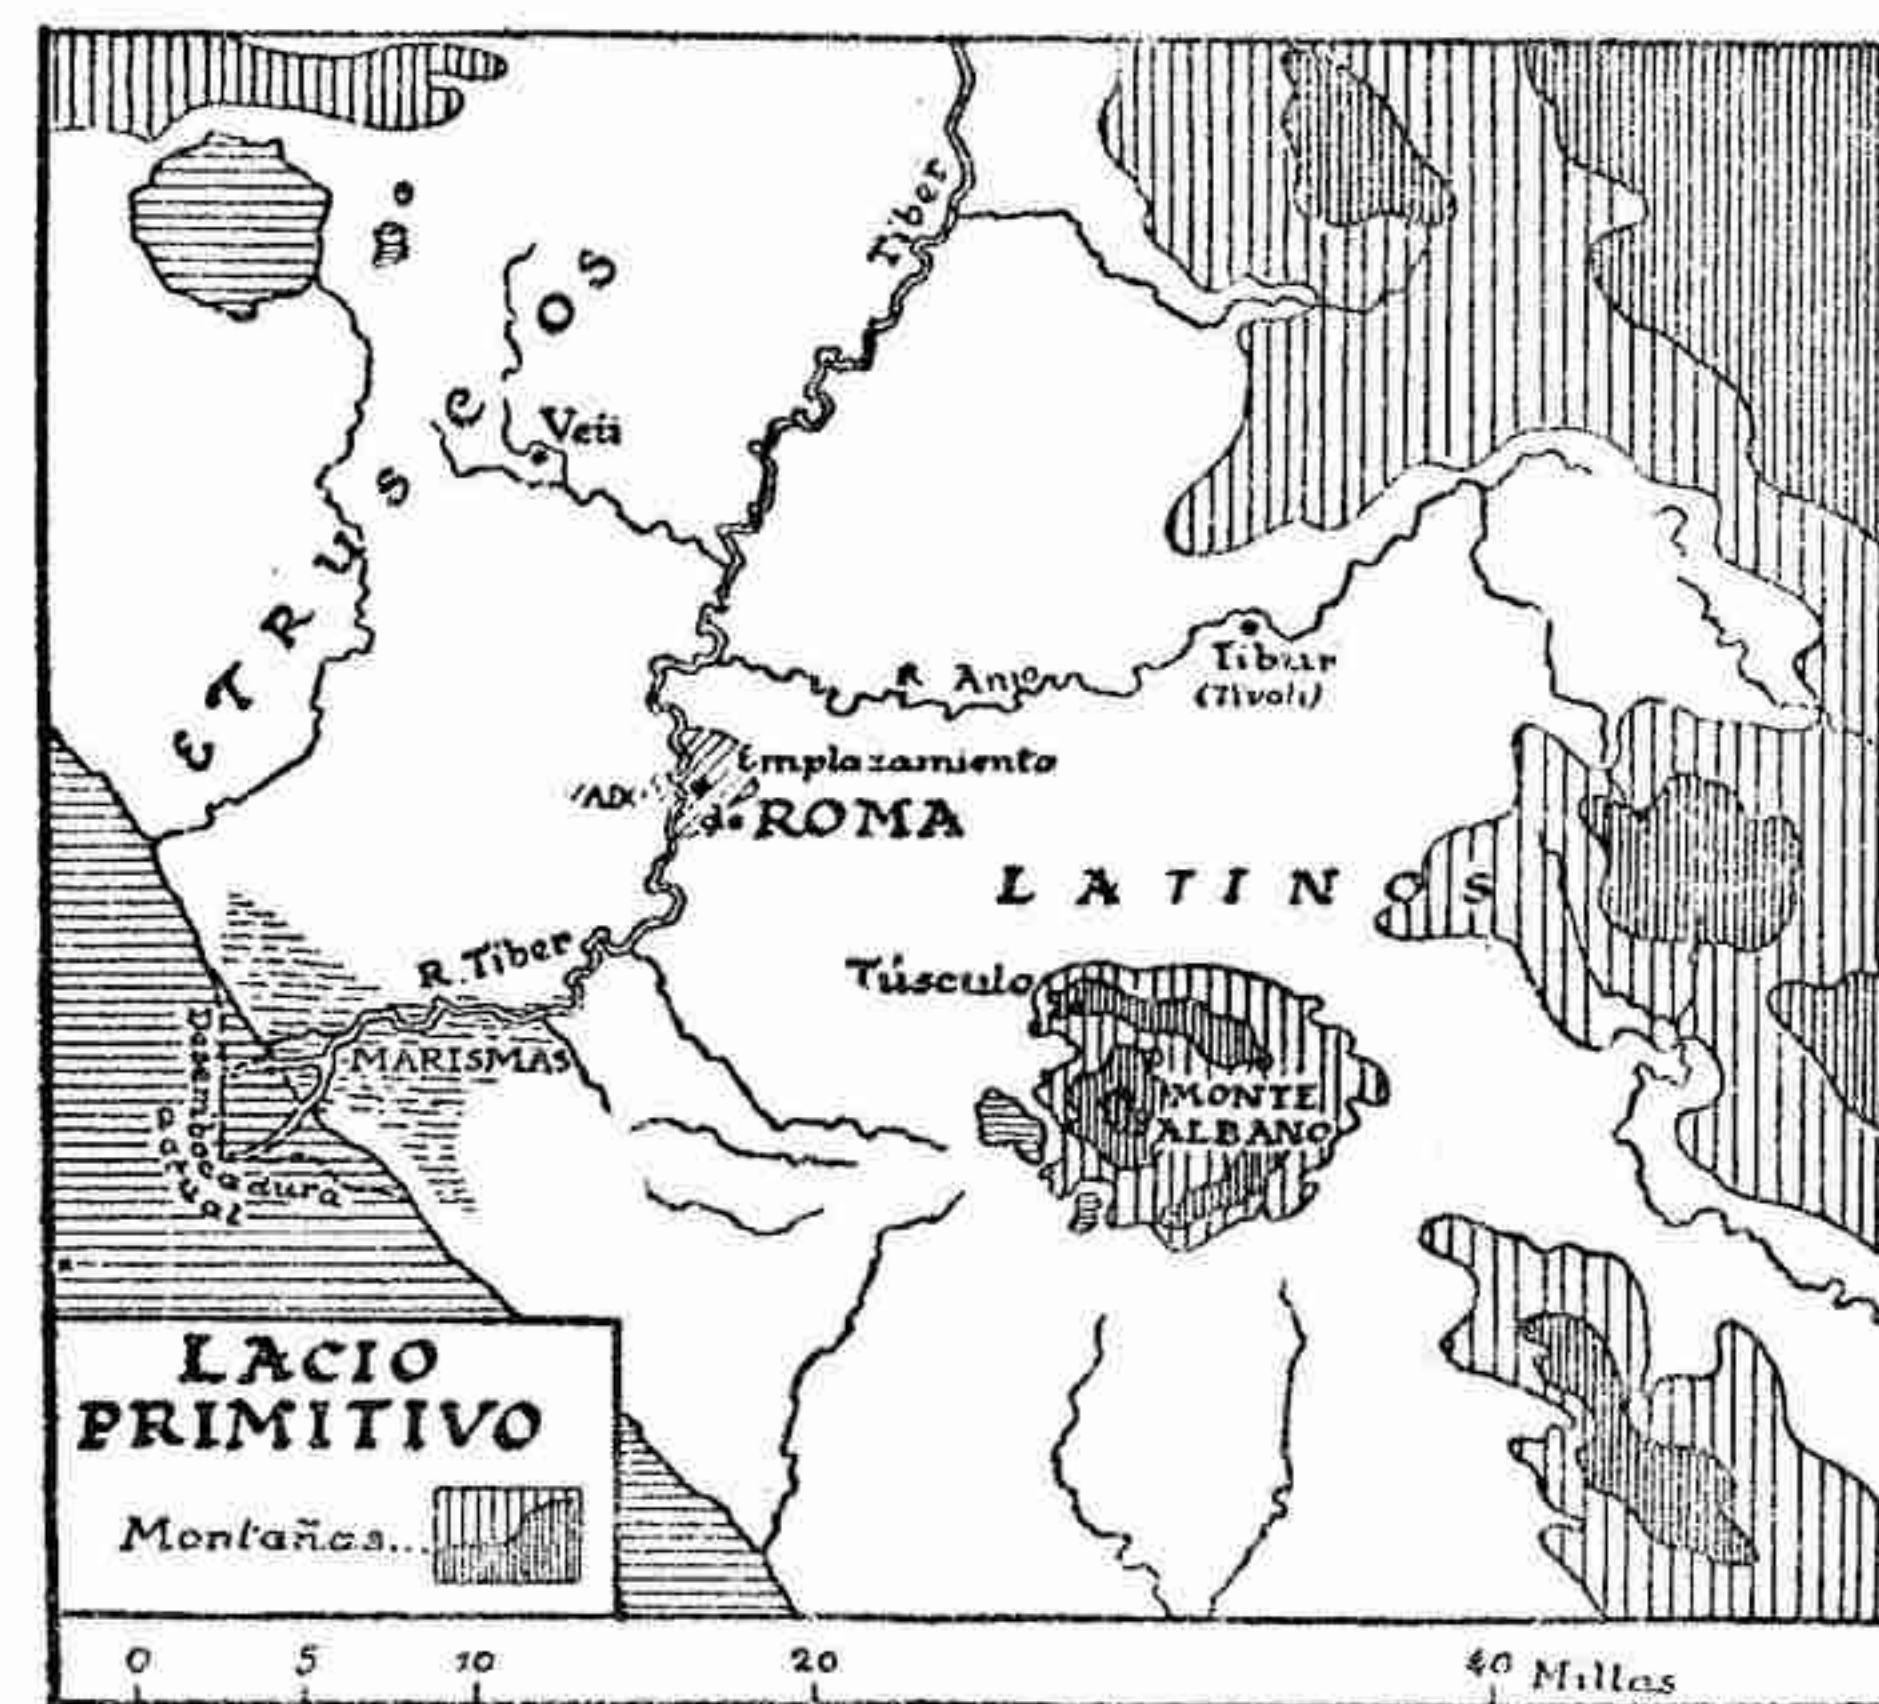 Tiber
ETRUSCOS
Veii
R. Anio
Tibur
(Tivoli)
Emplazamiento
de ROMA
LATINOS
R. Tiber
Túsculo
MARISMAS
Desembocadura
actual
MONTE
ALBANO
LACIO
PRIMITIVO
Montañas...
0 5 10 20 40 Millas